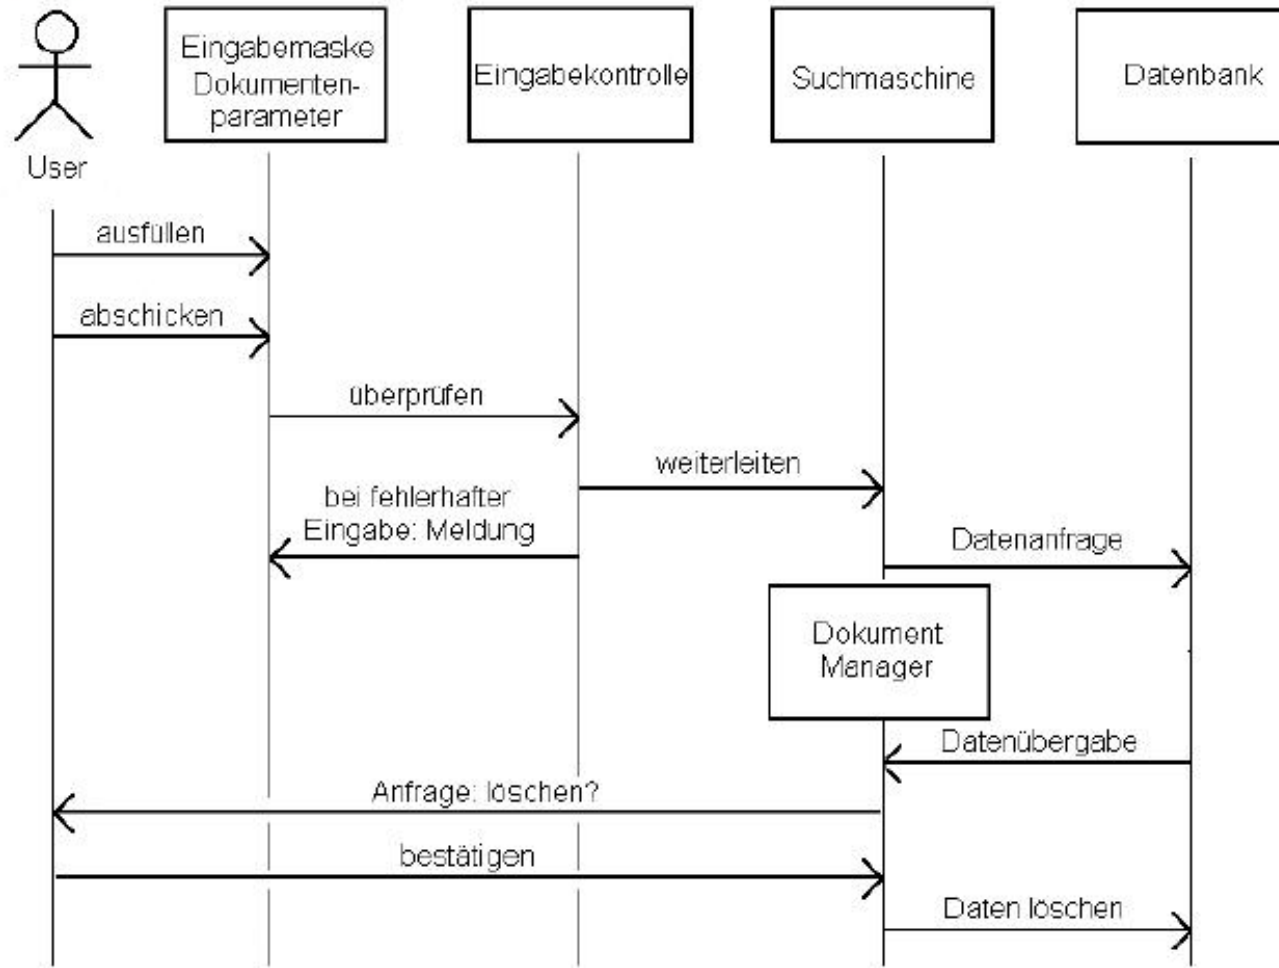 Eingabemaske
Dokumenten-
parameter
Eingabekontrolle
Suchmaschine
Datenbank
User
ausfüllen
abschicken
überprüfen
weiterleiten
bei fehlerhafter
Eingabe: Meldung
Datenanfrage
Dokument
Manager
Datenübergabe
Anfrage: löschen?
bestätigen
Daten löschen